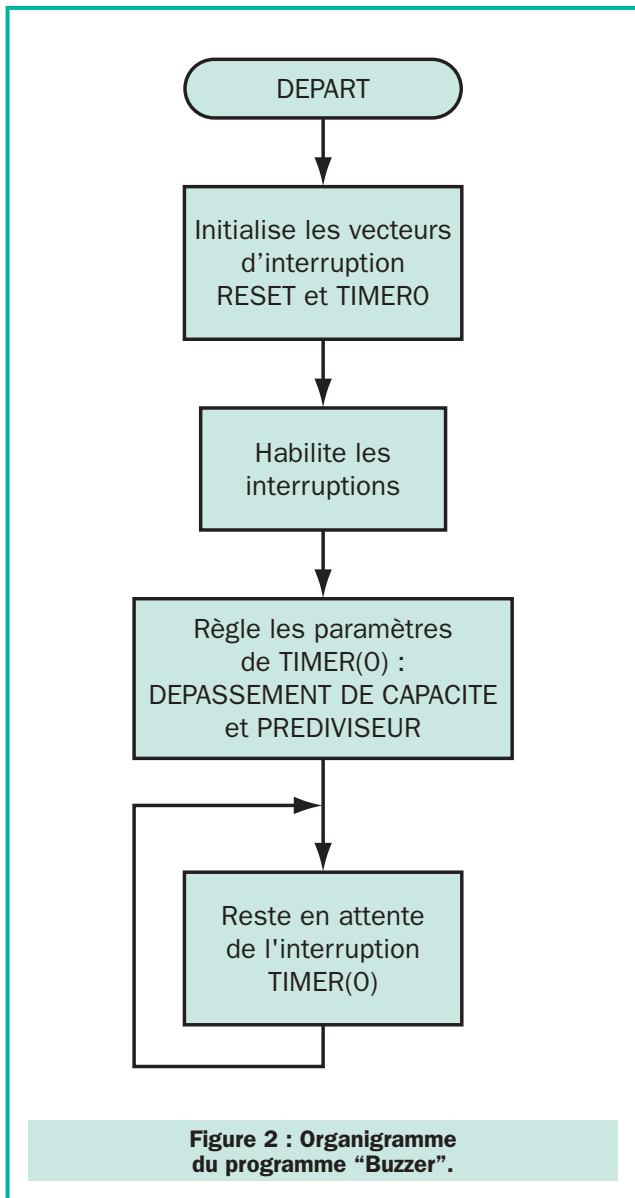 DEPART
Initialise les vecteurs
d’interruption
RESET et TIMER0
Habilite les
interruptions
Règle les paramètres
de TIMER(0) :
DEPASSEMENT DE CAPACITE
et PREDIVISEUR
Reste en attente
de l'interruption
TIMER(0)
Figure 2 : Organigramme
du programme “Buzzer”.